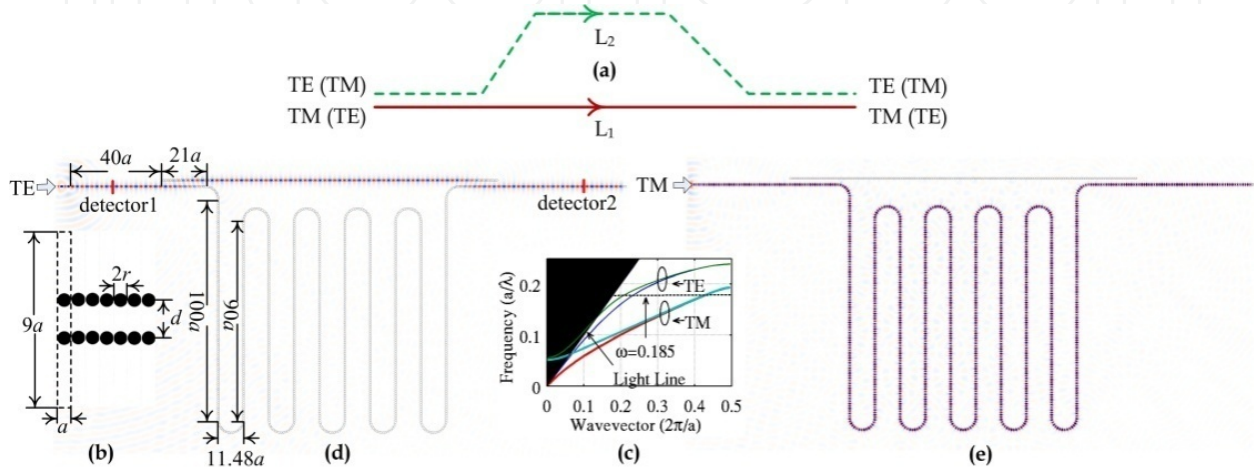 L₂
(a)
TE (TM)
TE (TM)
TM (TE)
TM (TE)
L₁
40a
21a
TE
detector1
detector2
TM
2r
9a
d
100a
90a
a
11.48a
(b)
(d)
Frequency (a/λ)
0.2
0.1
0
TE
TM
ω=0.185
Light Line
0 0.1 0.2 0.3 0.4 0.5
Wavevector (2π/a)
(c)
(e)